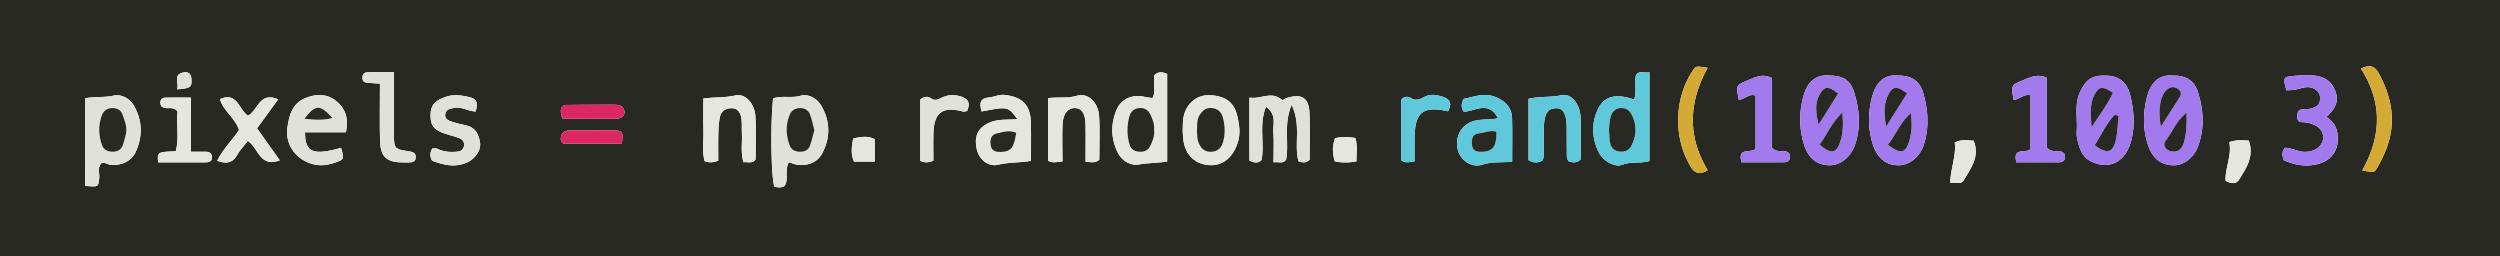 pixels = np.random.rand(100,100,3)